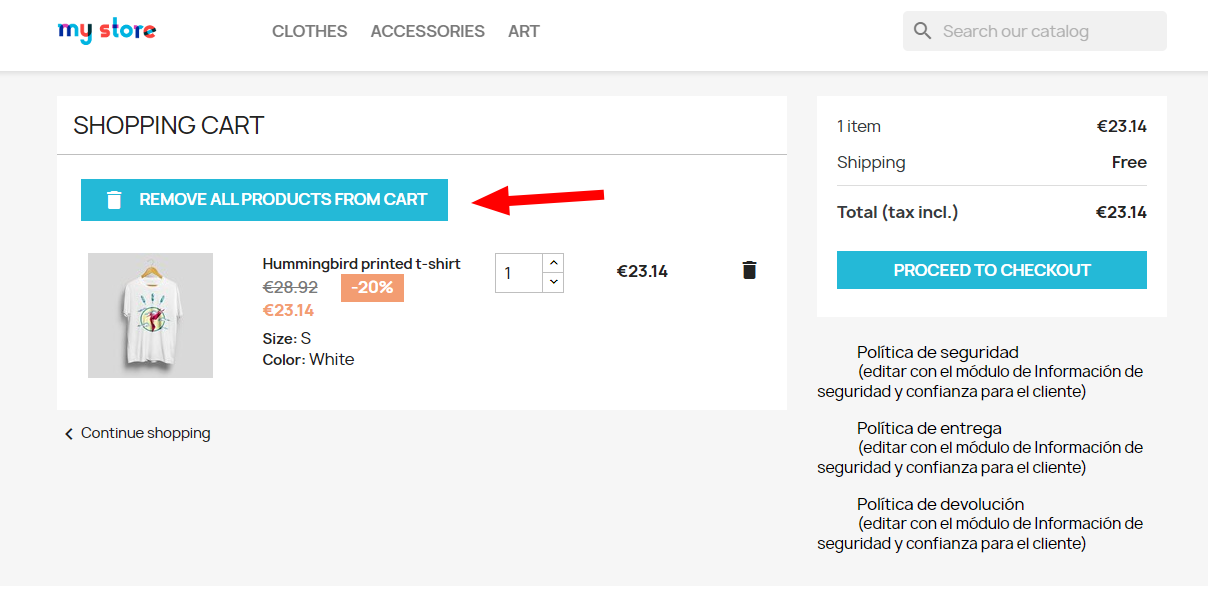 my store
CLOTHES ACCESSORIES ART
Search our catalog
SHOPPING CART
REMOVE ALL PRODUCTS FROM CART
Hummingbird printed t-shirt
€28.92 -20%
€23.14
Size: S
Color: White
1
€23.14
Continue shopping
1 item €23.14
Shipping Free
Total (tax incl.) €23.14
PROCEED TO CHECKOUT
Política de seguridad
(editar con el módulo de Información de
seguridad y confianza para el cliente)
Política de entrega
(editar con el módulo de Información de
seguridad y confianza para el cliente)
Política de devolución
(editar con el módulo de Información de
seguridad y confianza para el cliente)